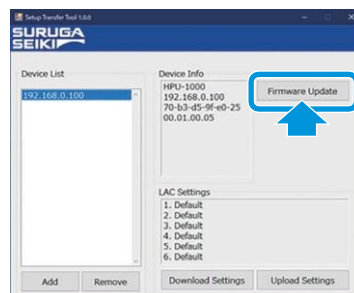 Setup Transfer Tool 1.0.0
SURUGA
SEIKI
Device List
192.168.0.100
Add
Remove
Device Info
HPU-1000
192.168.0.100
70-b3-d5-9f-e0-25
00.01.00.05
Firmware Update
LAC Settings
1. Default
2. Default
3. Default
4. Default
5. Default
6. Default
Download Settings
Upload Settings